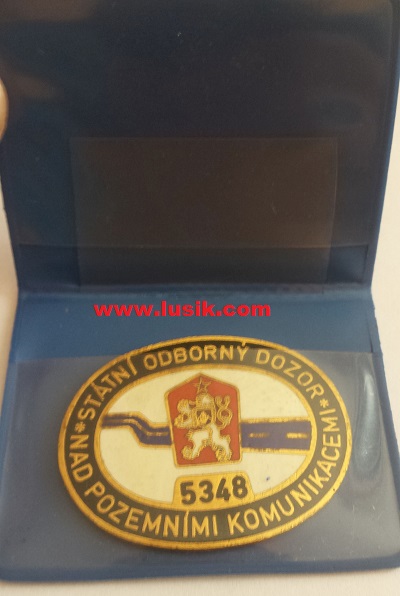 www.lusik.com
*STÁTNÍ ODBORNÝ DOZOR*
5348
NAD POZEMNÍMI KOMUNIKACEMI